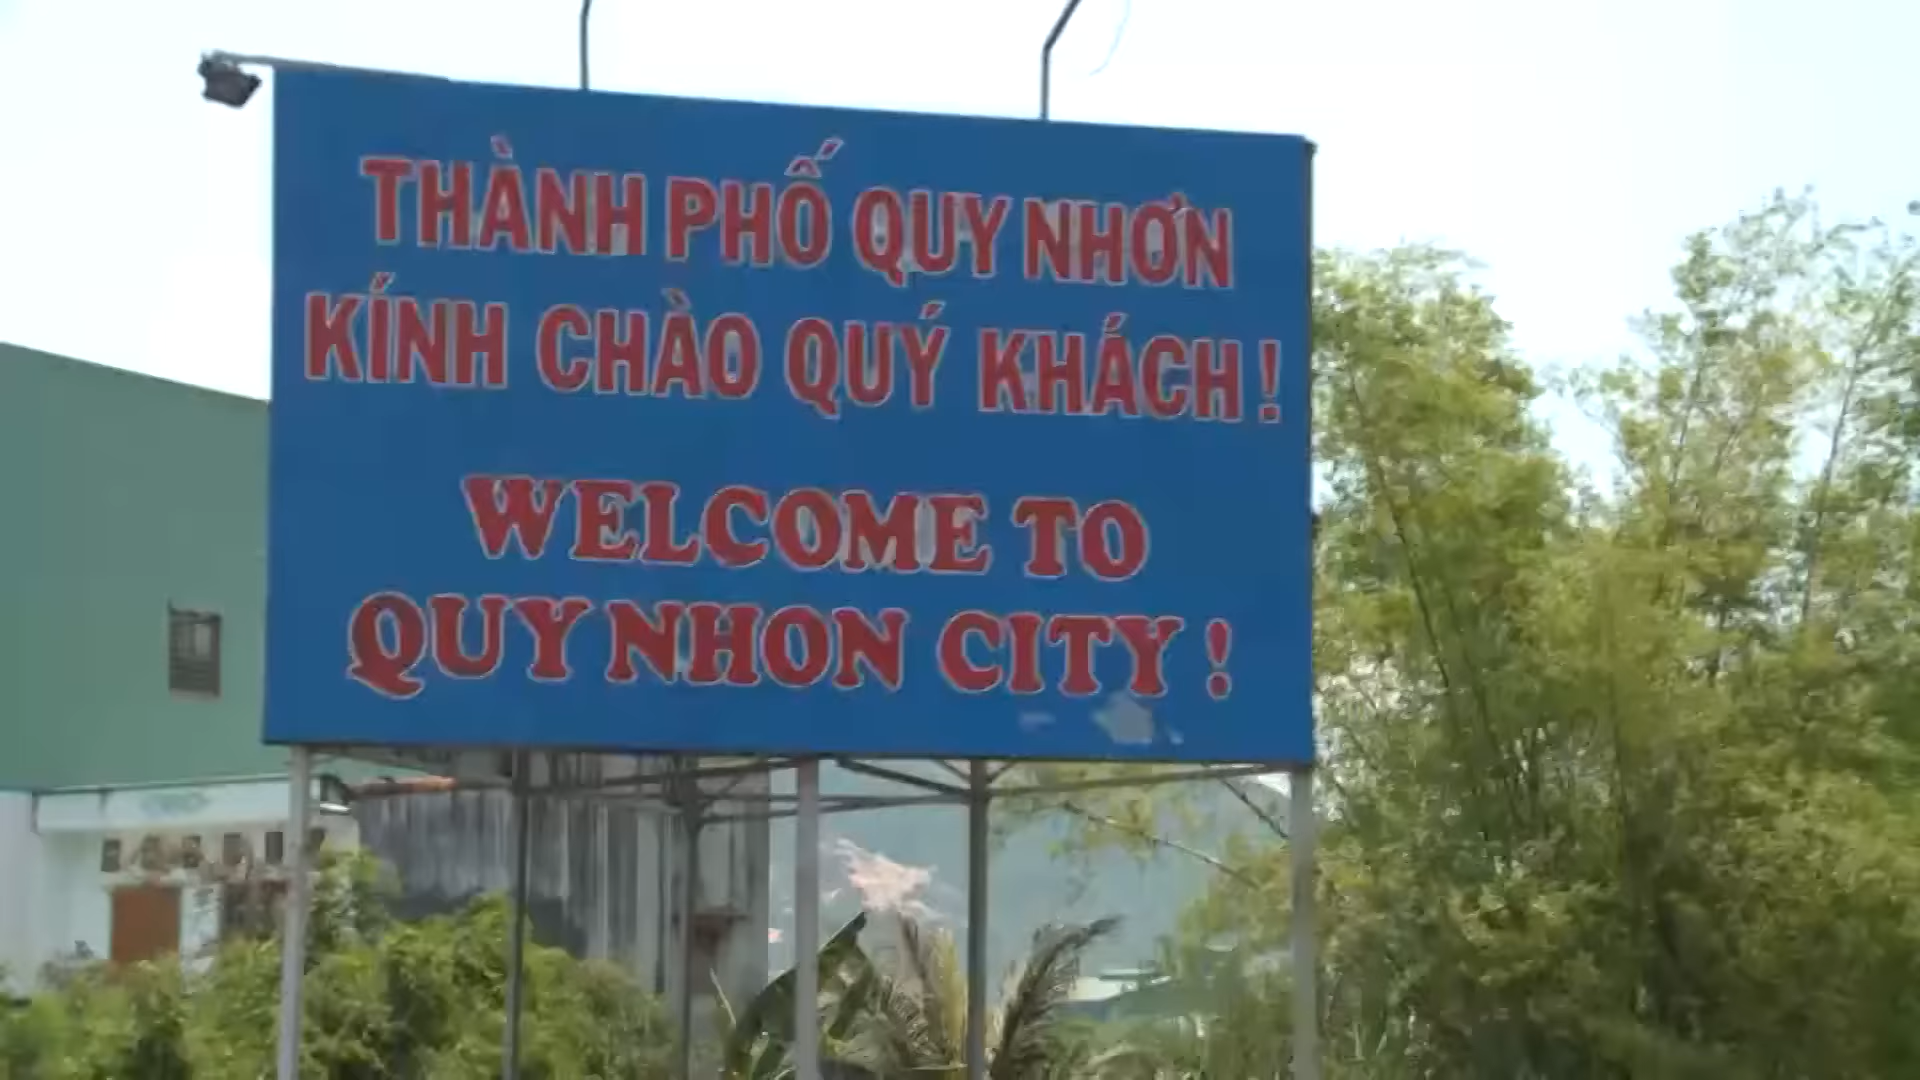 THÀNH PHỐ QUY NHƠN
KÍNH CHÀO QUÝ KHÁCH !
WELCOME TO
QUY NHON CITY !